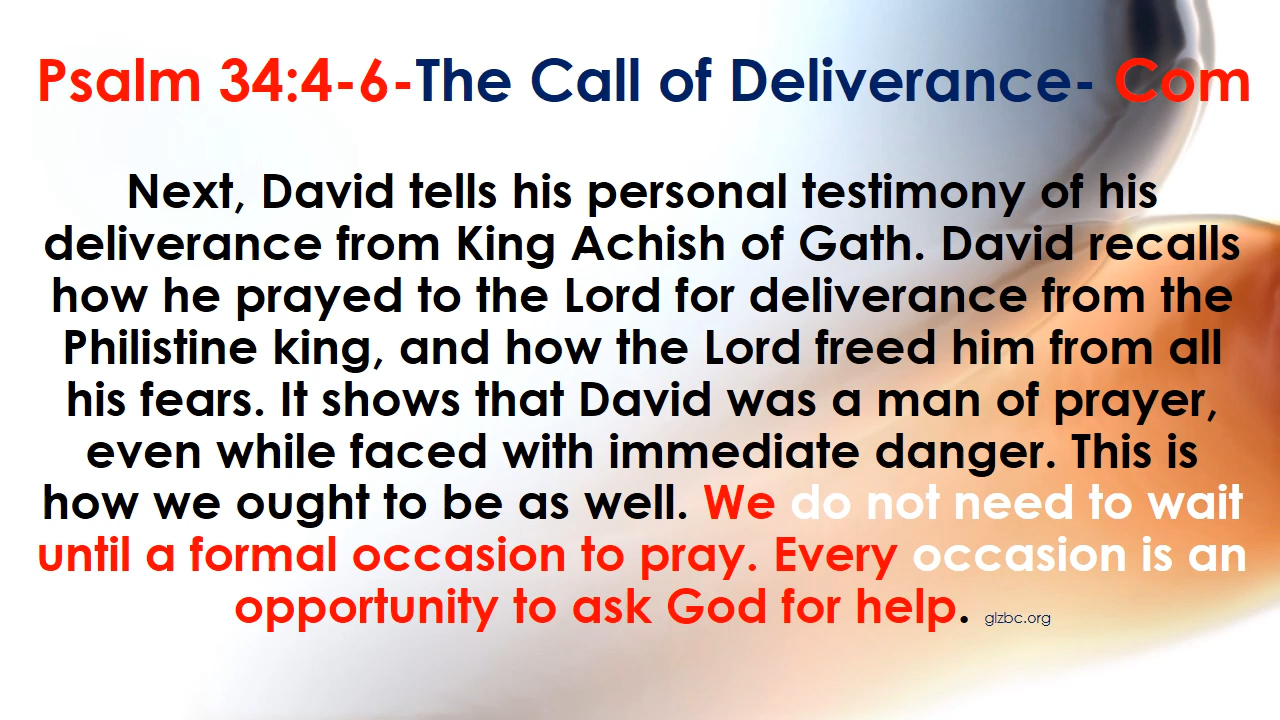 Psalm 34:4-6-The Call of Deliverance- Com
Next, David tells his personal testimony of his
deliverance from King Achish of Gath. David recalls
how he prayed to the Lord for deliverance from the
Philistine king, and how the Lord freed him from all
his fears. It shows that David was a man of prayer,
even while faced with immediate danger. This is
how we ought to be as well. We do not need to wait
until a formal occasion to pray. Every occasion is an
opportunity to ask God for help. glzbc.org